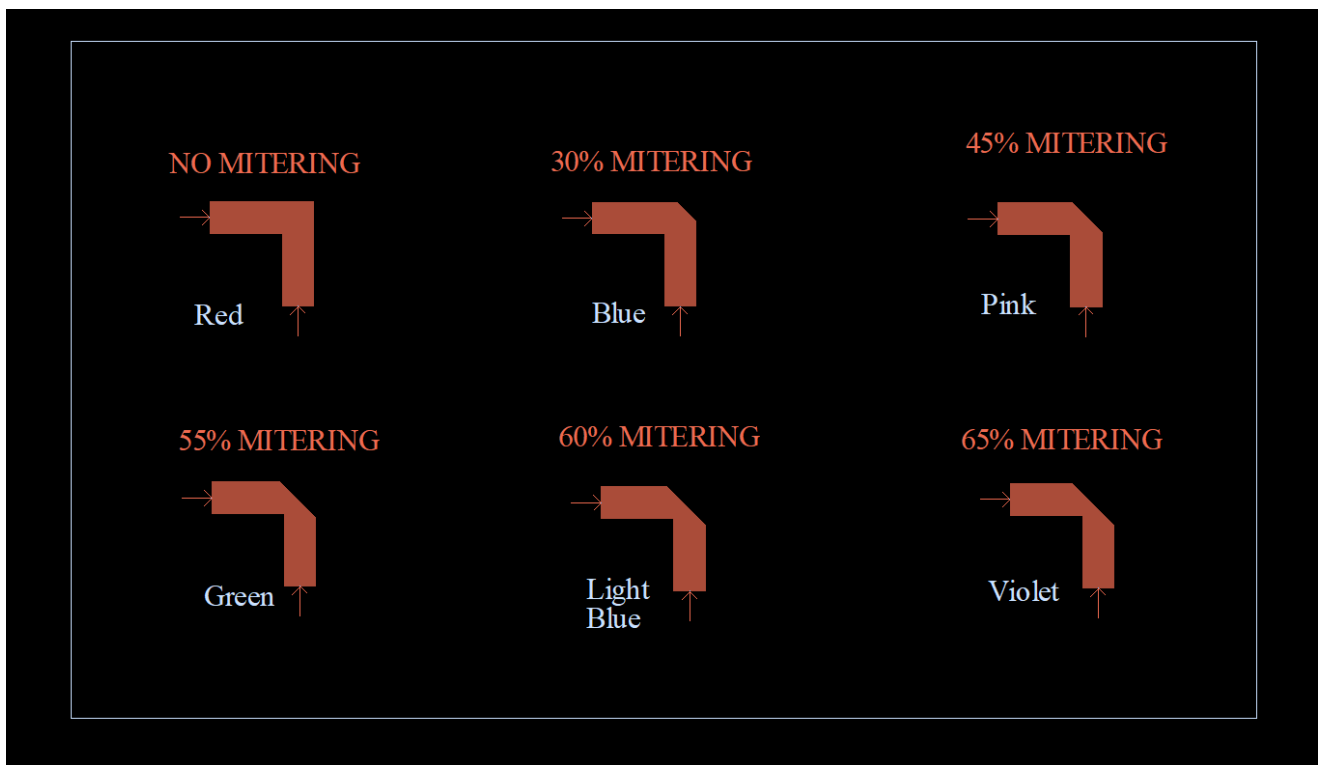 NO MITERING
30% MITERING
45% MITERING
Red
Blue
Pink
55% MITERING
60% MITERING
65% MITERING
Green
Light
Blue
Violet